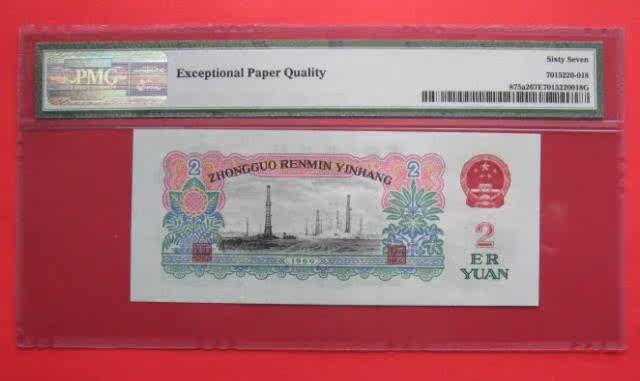 PMG
Exceptional Paper Quality
Sixty Seven
7015220-018
875a267E7015220018G
2
ZHONGGUO RENMIN YINHANG
2
1960
2
ER
YUAN